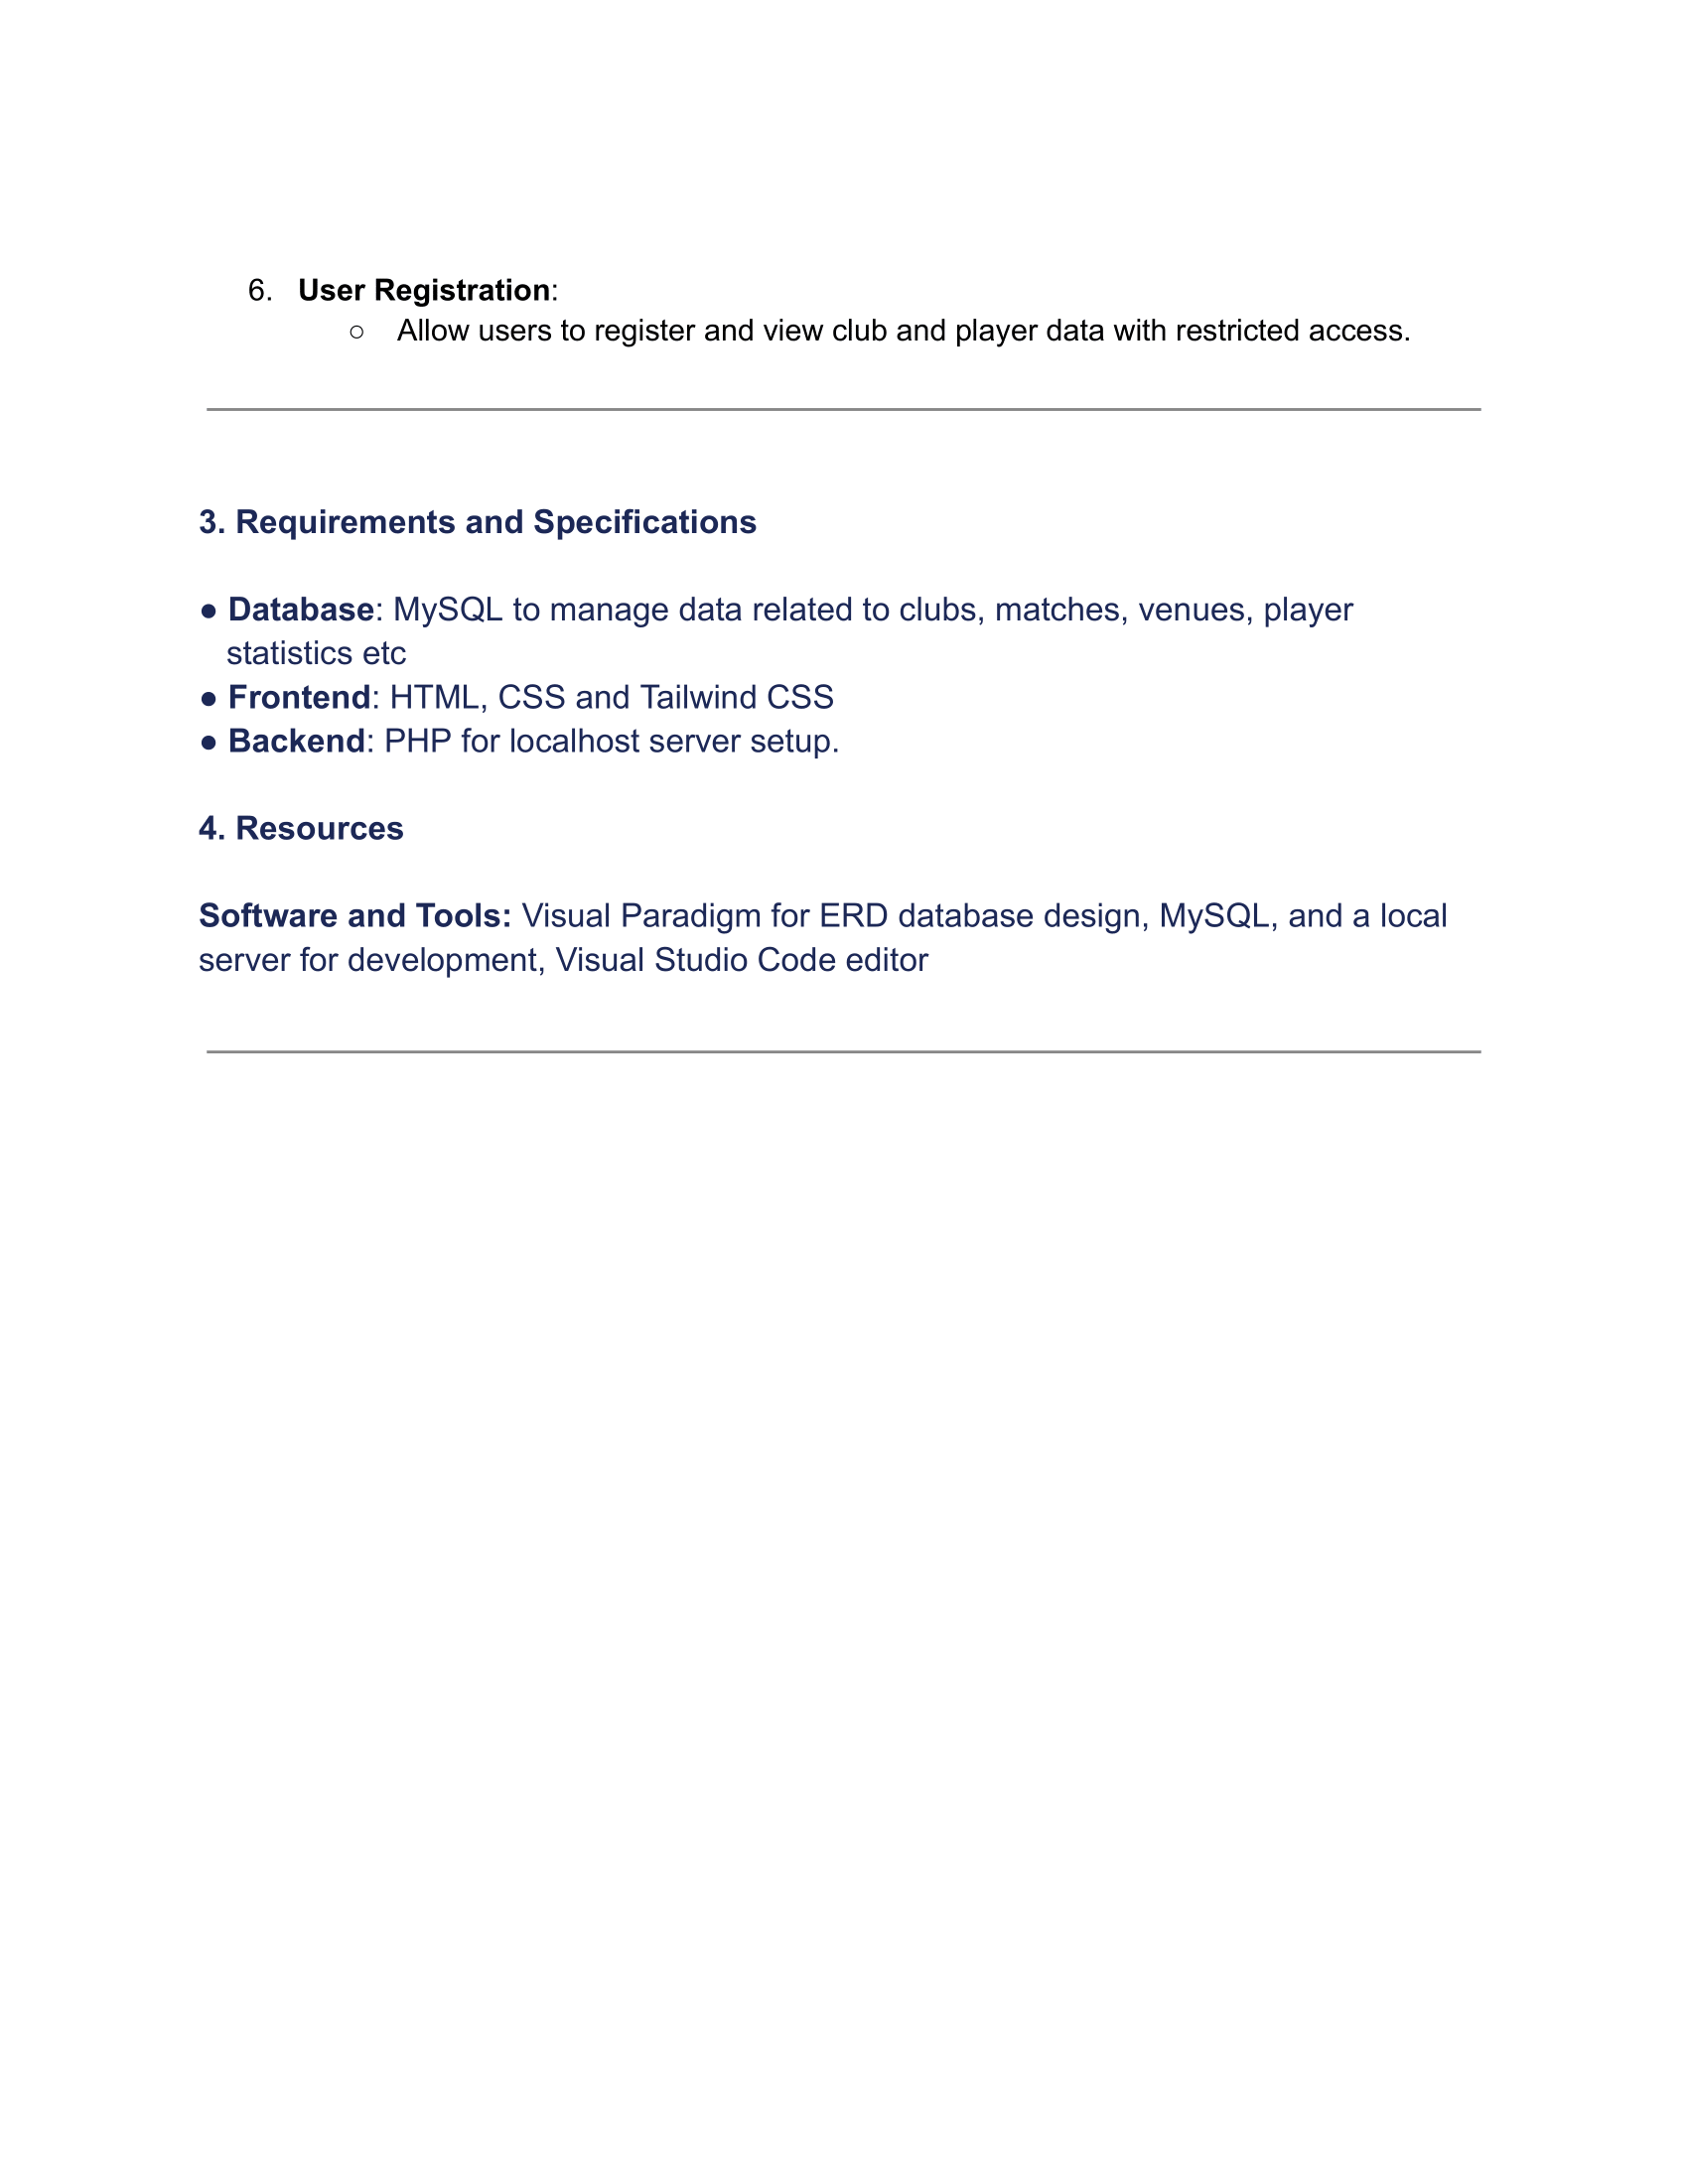 6. User Registration:
○ Allow users to register and view club and player data with restricted access.
3. Requirements and Specifications
● Database: MySQL to manage data related to clubs, matches, venues, player
statistics etc
● Frontend: HTML, CSS and Tailwind CSS
● Backend: PHP for localhost server setup.
4. Resources
Software and Tools: Visual Paradigm for ERD database design, MySQL, and a local
server for development, Visual Studio Code editor